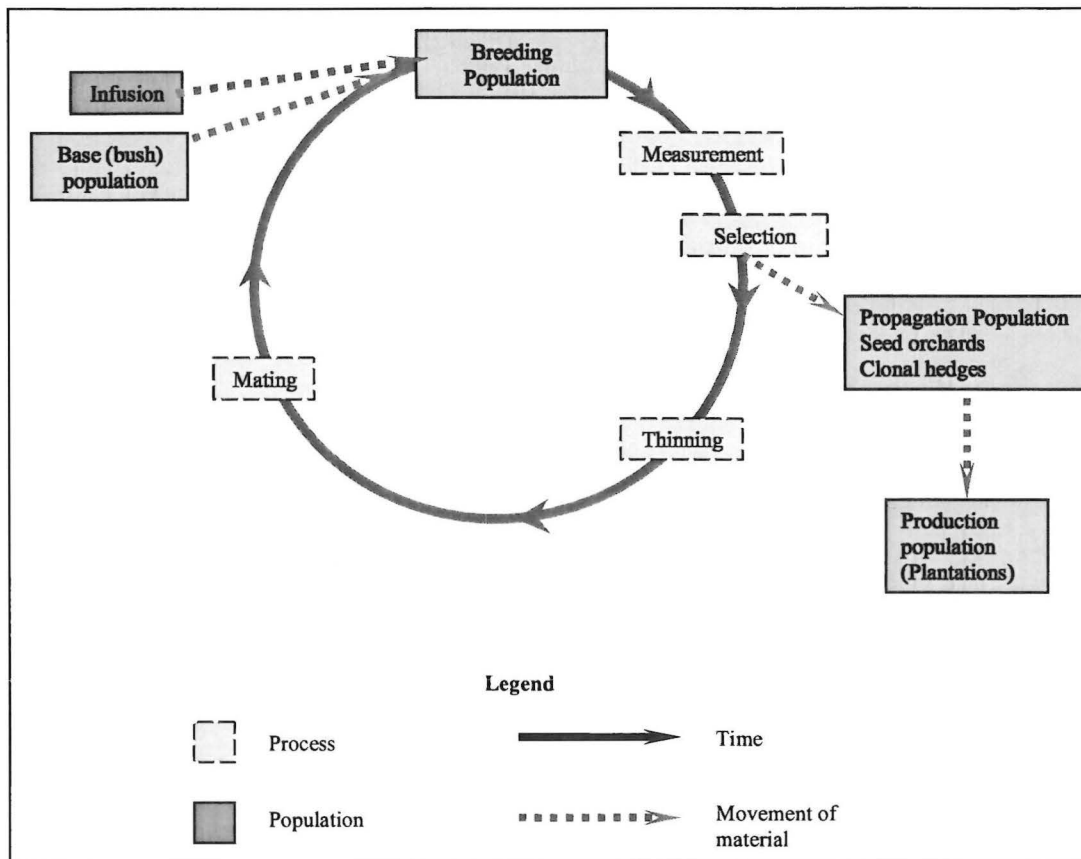 Breeding
Population
Infusion
Base (bush)
population
Measurement
Selection
Propagation Population
Seed orchards
Clonal hedges
Mating
Thinning
Production
population
(Plantations)
Legend
Process
Time
Population
Movement of
material